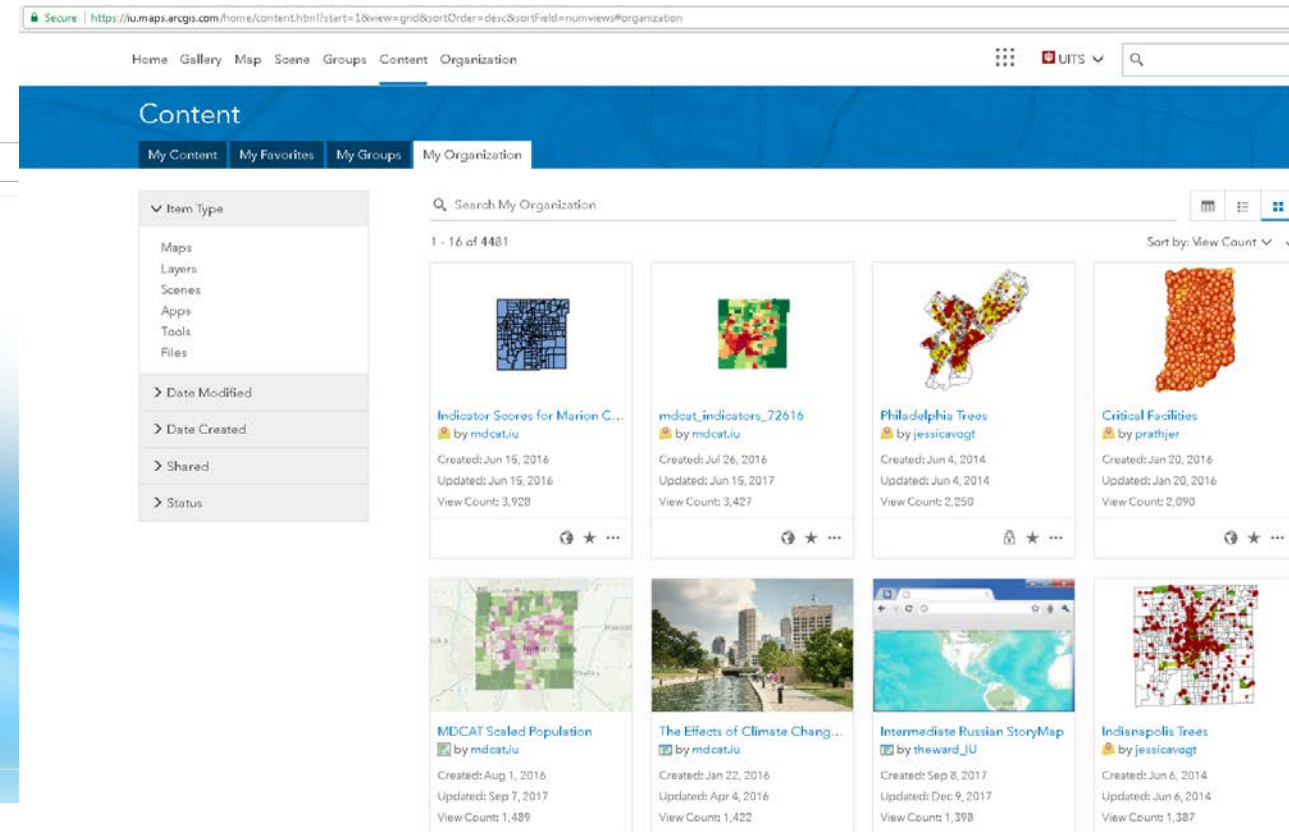 Secure | https://iu.maps.arcgis.com/home/content.html?start=1&view=grid&sortOrder=desc&sortField=numviews#organization
Home Gallery Map Scene Groups Content Organization UITS
Content
My Content My Favorites My Groups My Organization
Item Type
Maps
Layers
Scenes
Apps
Tools
Files
Date Modified
Date Created
Shared
Status
Search My Organization
1 - 16 of 4481 Sort by: View Count
Indicator Scores for Marion C...
by mdcat.iu
Created: Jun 15, 2016
Updated: Jun 15, 2016
View Count: 3,928
mdcat_indicators_72616
by mdcat.iu
Created: Jul 26, 2016
Updated: Jun 15, 2017
View Count: 3,427
Philadelphia Trees
by jessicavogt
Created: Jun 4, 2014
Updated: Jun 4, 2014
View Count: 2,250
Critical Facilities
by prathjer
Created: Jan 20, 2016
Updated: Jan 20, 2016
View Count: 2,090
MDCAT Scaled Population
by mdcat.iu
Created: Aug 1, 2016
Updated: Sep 7, 2017
View Count: 1,489
The Effects of Climate Chang...
by mdcat.iu
Created: Jan 22, 2016
Updated: Apr 4, 2016
View Count: 1,422
Intermediate Russian StoryMap
by theward_IU
Created: Sep 8, 2017
Updated: Dec 9, 2017
View Count: 1,398
Indianapolis Trees
by jessicavogt
Created: Jun 6, 2014
Updated: Jun 6, 2014
View Count: 1,387